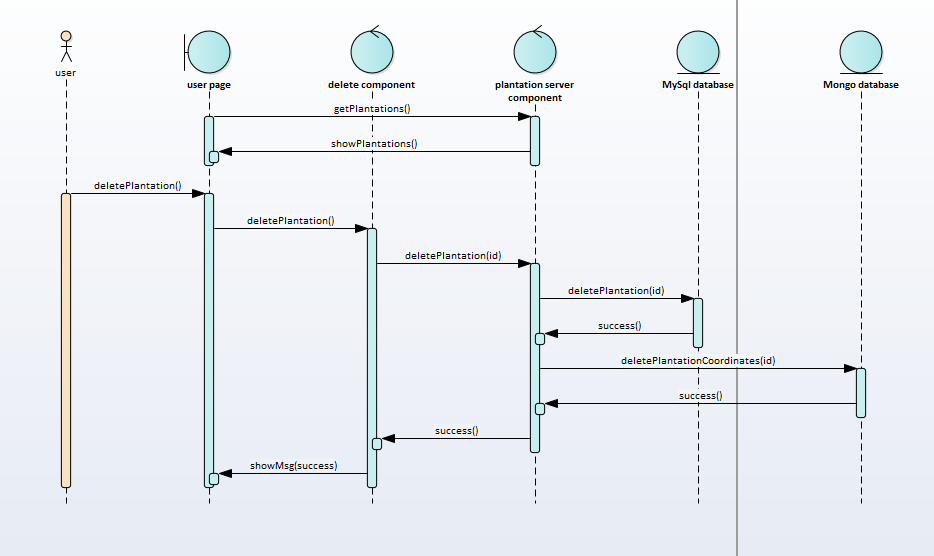 user
user page
delete component
plantation server
component
MySql database
Mongo database
getPlantations()
showPlantations()
deletePlantation()
deletePlantation()
deletePlantation(id)
deletePlantation(id)
success()
deletePlantationCoordinates(id)
success()
success()
showMsg(success)